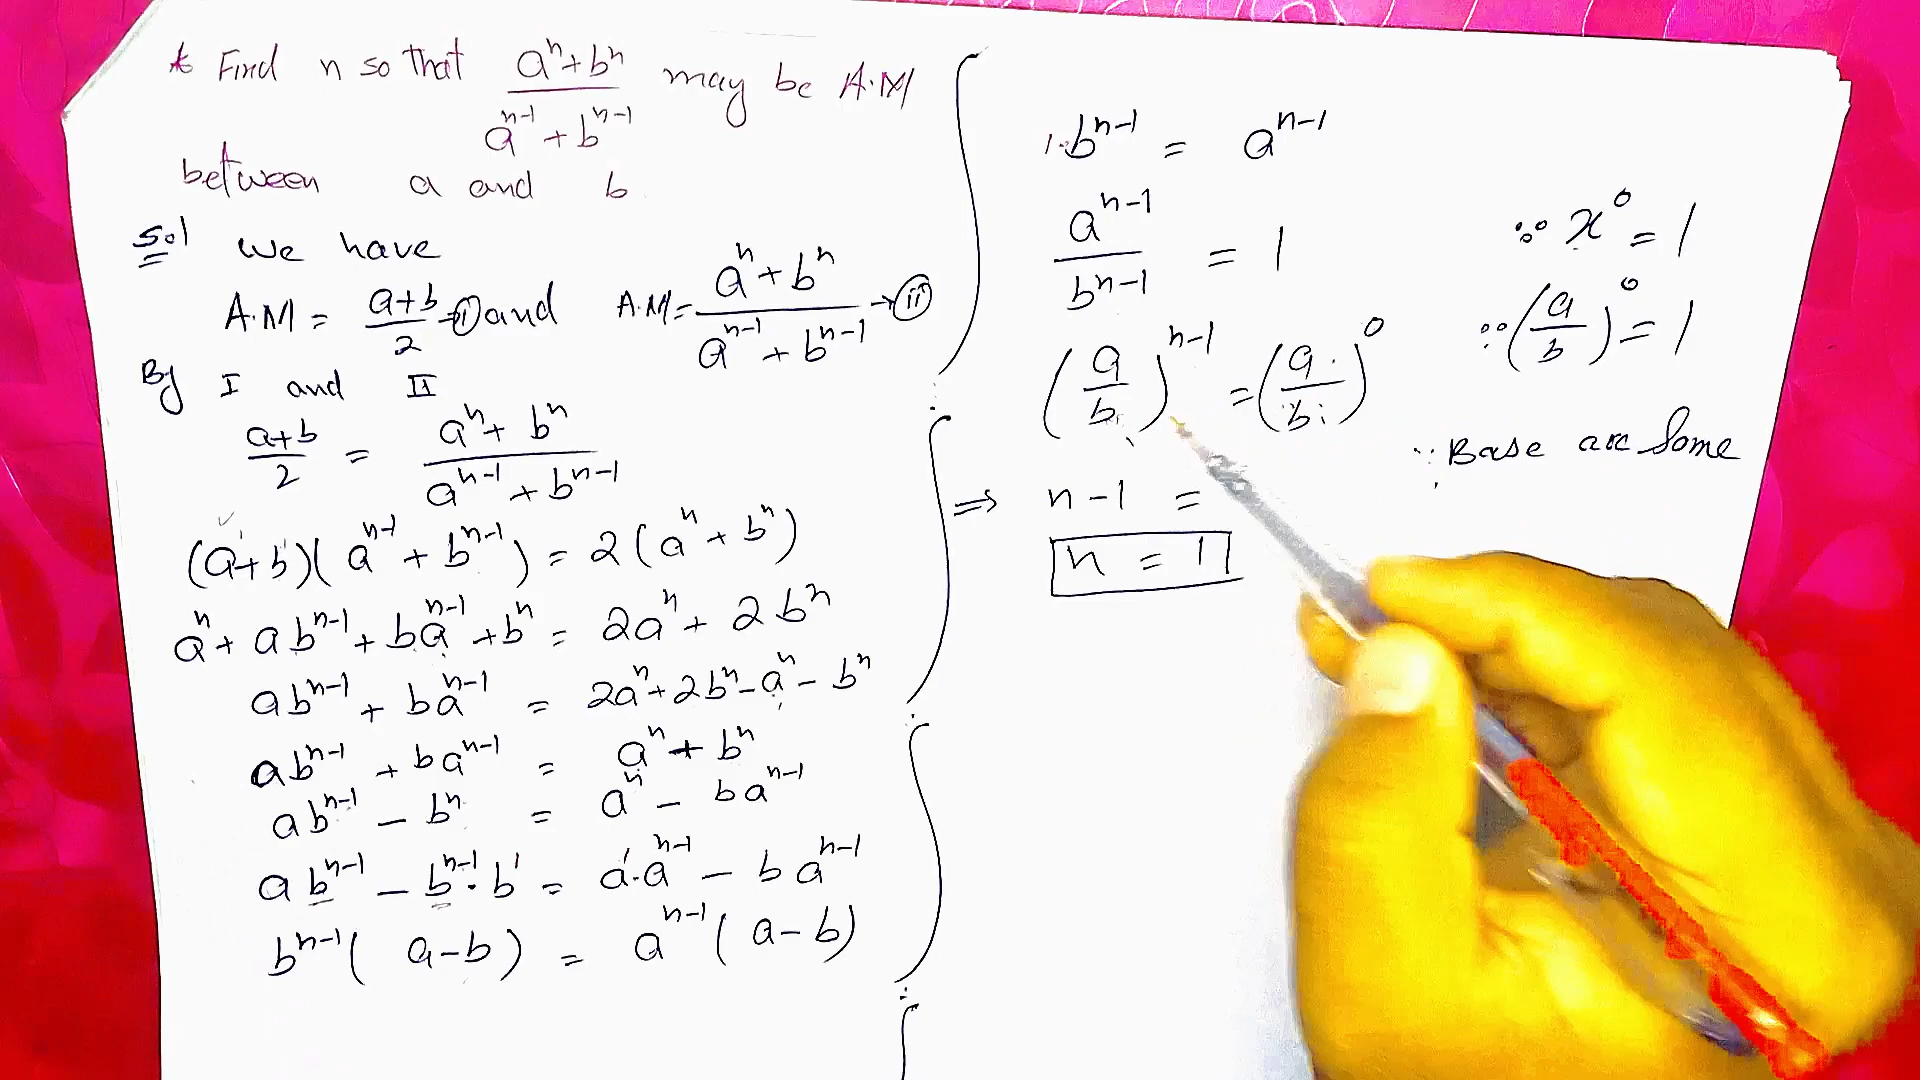 * Find n so that (a^n + b^n)/(a^(n-1) + b^(n-1)) may be A.M
between a and b
Sol We have
A.M = (a+b)/2 → (i) and A.M = (a^n + b^n)/(a^(n-1) + b^(n-1)) → (ii)
By I and II
(a+b)/2 = (a^n + b^n)/(a^(n-1) + b^(n-1))
(a+b)(a^(n-1) + b^(n-1)) = 2(a^n + b^n)
a^n + ab^(n-1) + ba^(n-1) + b^n = 2a^n + 2b^n
ab^(n-1) + ba^(n-1) = 2a^n + 2b^n - a^n - b^n
ab^(n-1) + ba^(n-1) = a^n + b^n
ab^(n-1) - b^n = a^n - ba^(n-1)
ab^(n-1) - b^(n-1) · b^1 = a^1 · a^(n-1) - ba^(n-1)
b^(n-1) (a-b) = a^(n-1) (a-b)
1·b^(n-1) = a^(n-1)
a^(n-1)/b^(n-1) = 1 ∵ x^0 = 1
(a/b)^(n-1) = (a/b)^0 ∵ (a/b)^0 = 1
∵ Base are Some
⇒ n-1 =
n = 1